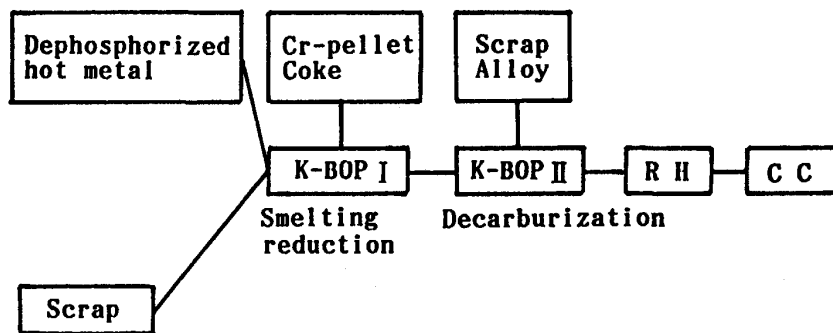 Dephosphorized
hot metal
Cr-pellet
Coke
Scrap
Alloy
K-BOP I
K-BOP II
R H
C C
Smelting
reduction
Decarburization
Scrap